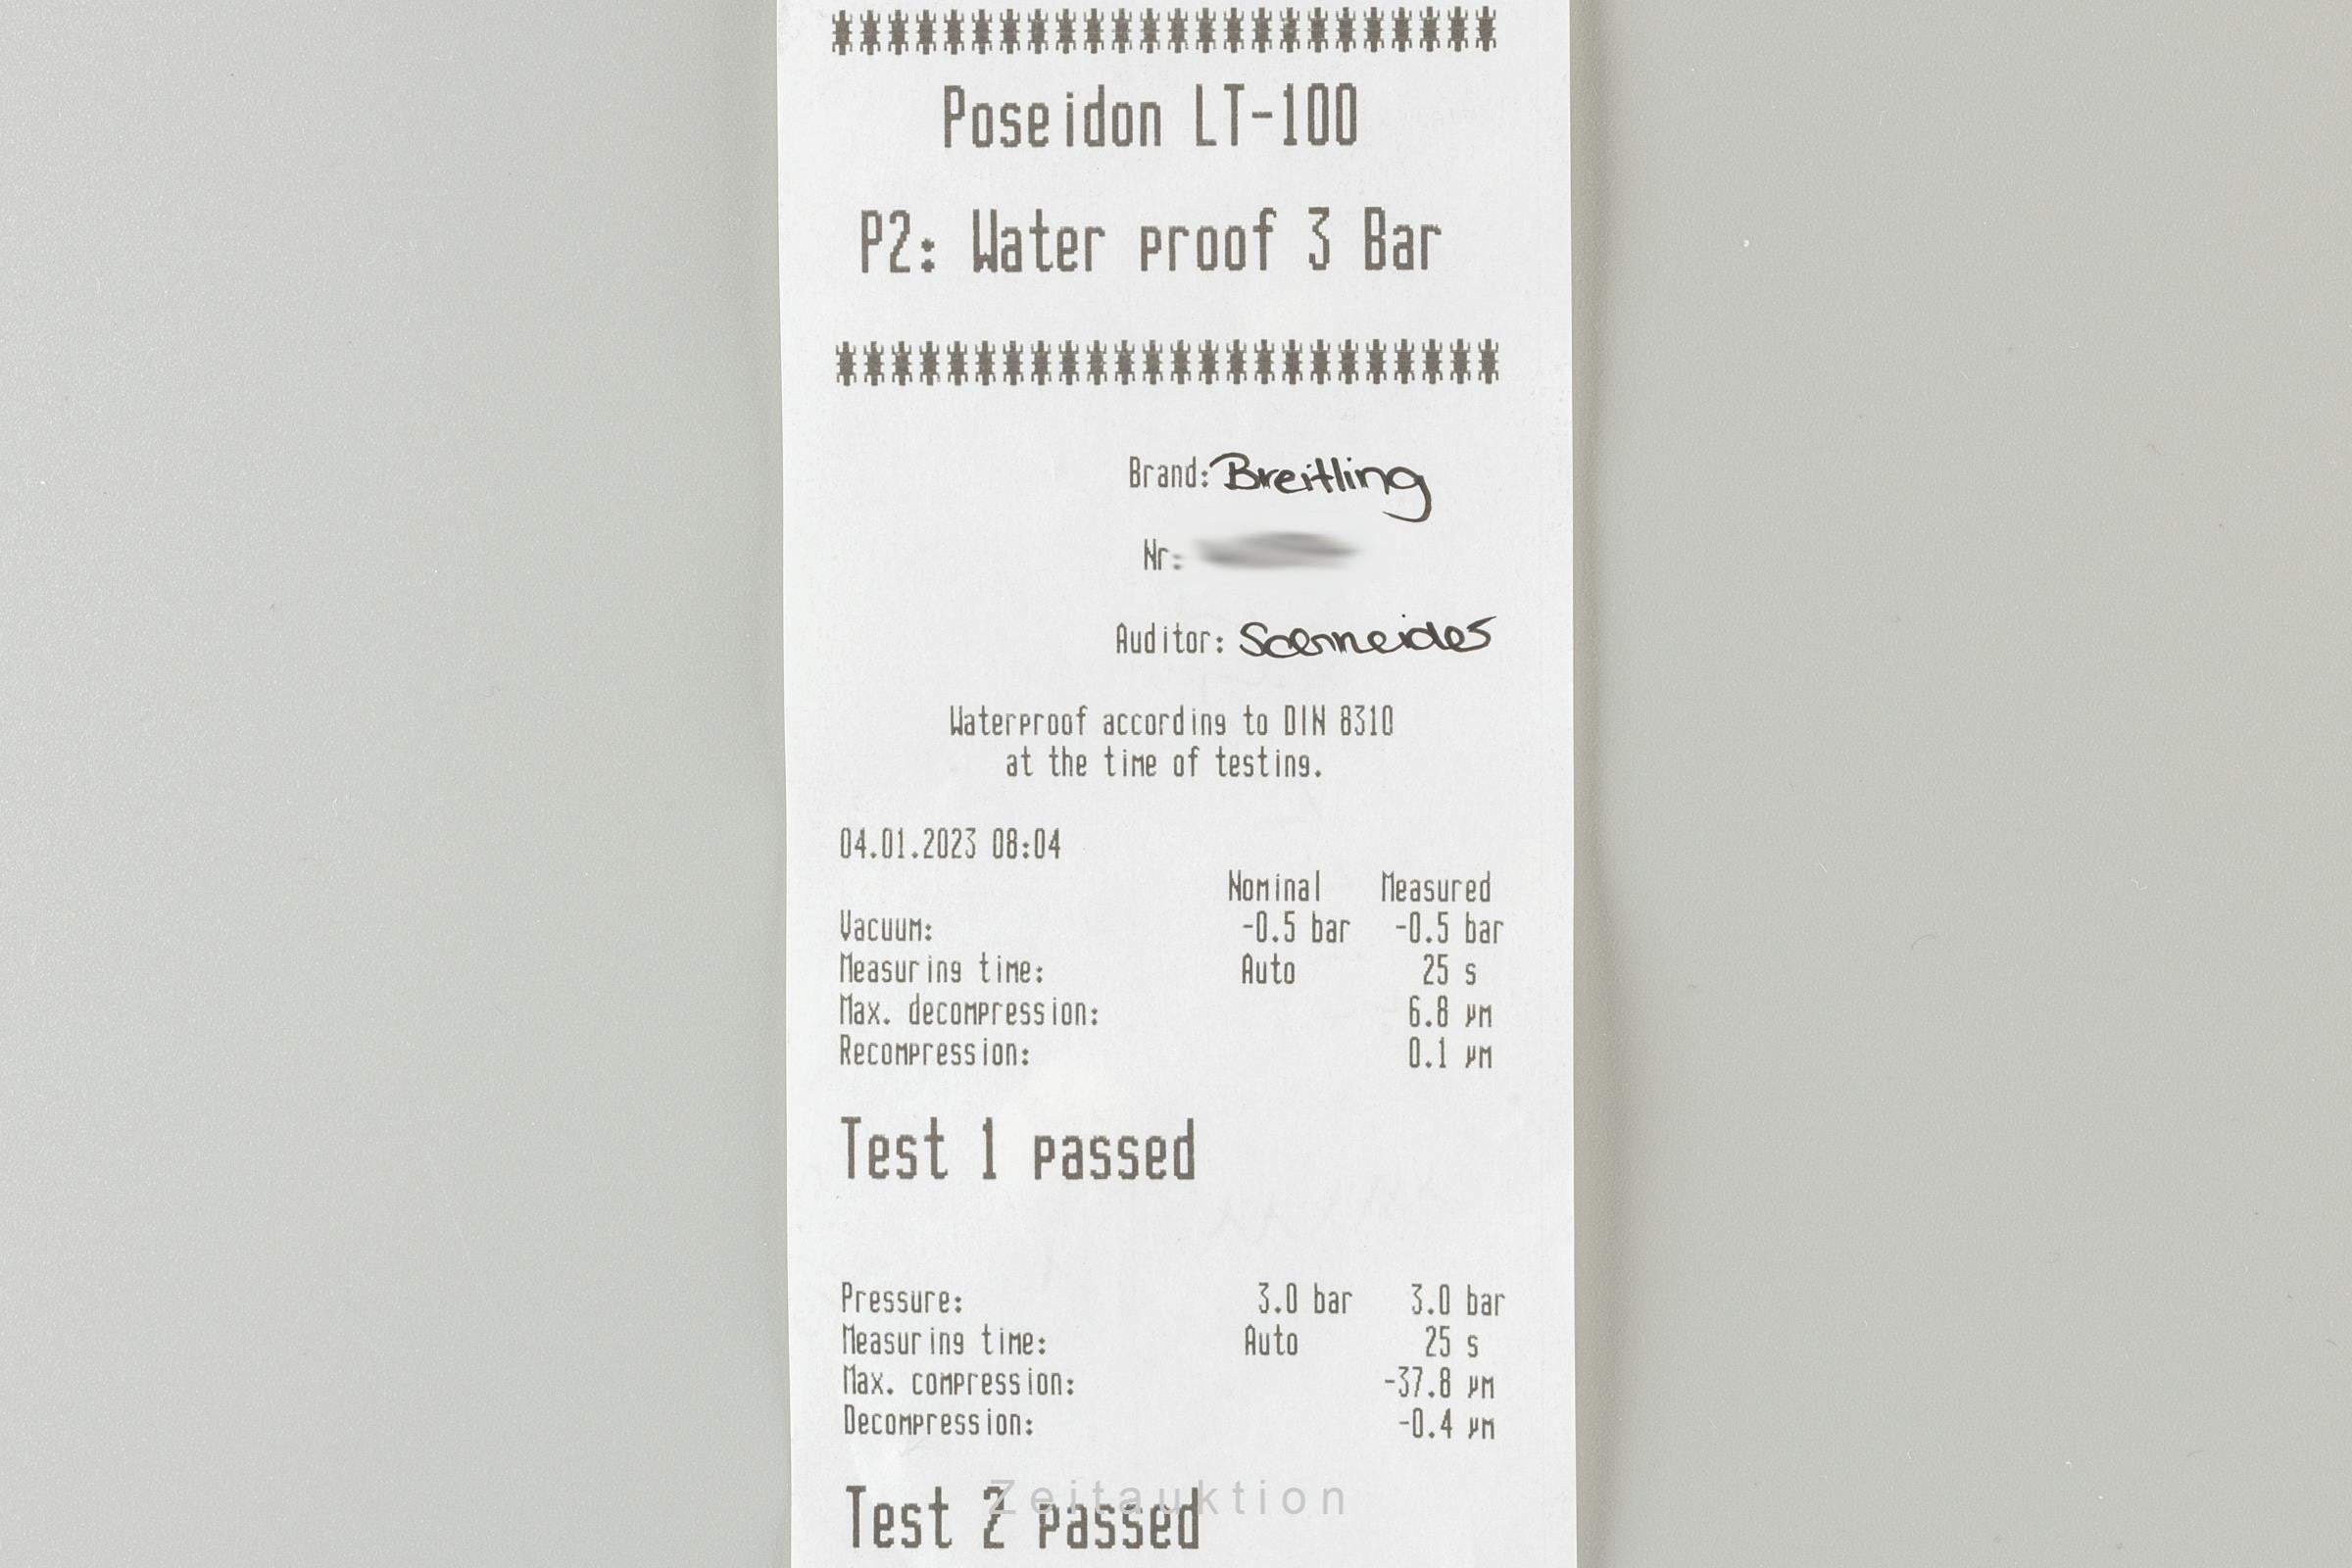 ************************
Poseidon LT-100
P2: Water proof 3 Bar
************************
Brand: Breitling
Nr:
Auditor: Schneider
Waterproof according to DIN 8310
at the time of testing.
04.01.2023 08:04
Nominal Measured
Vacuum: -0.5 bar -0.5 bar
Measuring time: Auto 25 s
Max. decompression: 6.8 µm
Recompression: 0.1 µm
Test 1 passed
Pressure: 3.0 bar 3.0 bar
Measuring time: Auto 25 s
Max. compression: -37.8 µm
Decompression: -0.4 µm
Zeitauktion
Test 2 passed